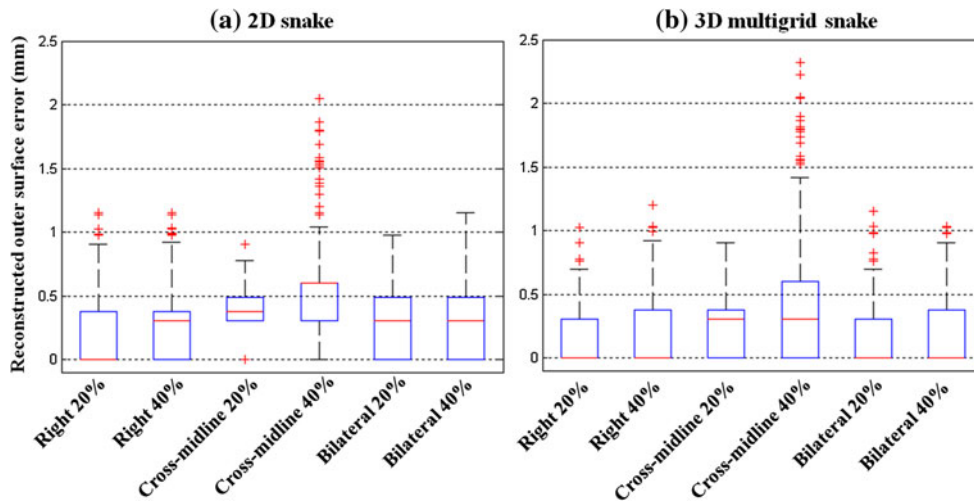 (a) 2D snake
Reconstructed outer surface error (mm)
2.5
2
1.5
1
0.5
0
Right 20%
Right 40%
Cross-midline 20%
Cross-midline 40%
Bilateral 20%
Bilateral 40%
(b) 3D multigrid snake
2.5
2
1.5
1
0.5
0
Right 20%
Right 40%
Cross-midline 20%
Cross-midline 40%
Bilateral 20%
Bilateral 40%